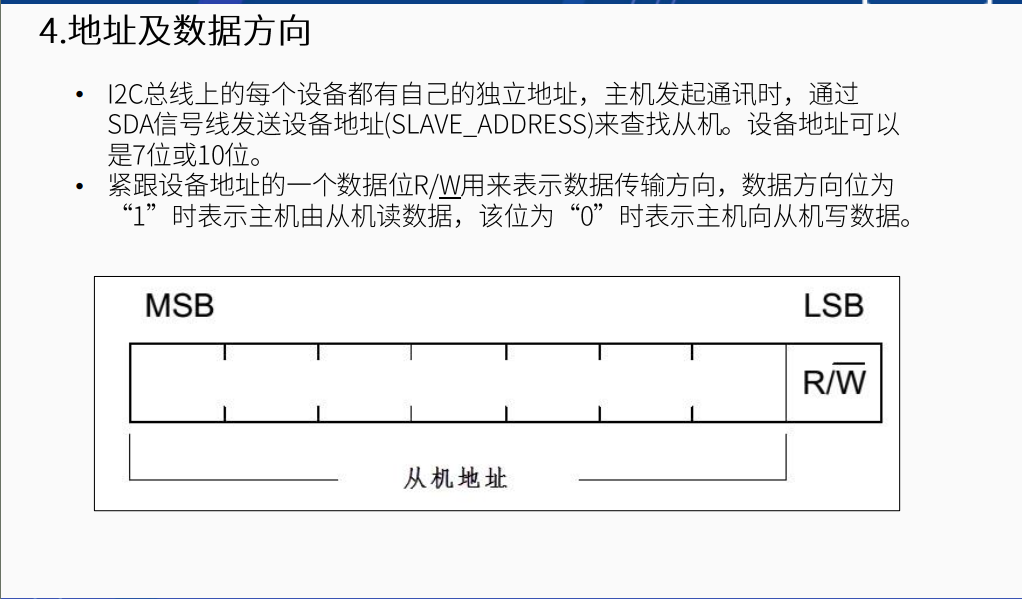 4.地址及数据方向
• I2C总线上的每个设备都有自己的独立地址，主机发起通讯时，通过
SDA信号线发送设备地址(SLAVE_ADDRESS)来查找从机。设备地址可以
是7位或10位。
• 紧跟设备地址的一个数据位R/W用来表示数据传输方向，数据方向位为
“1”时表示主机由从机读数据，该位为“0”时表示主机向从机写数据。
MSB LSB
R/W̅
从机地址